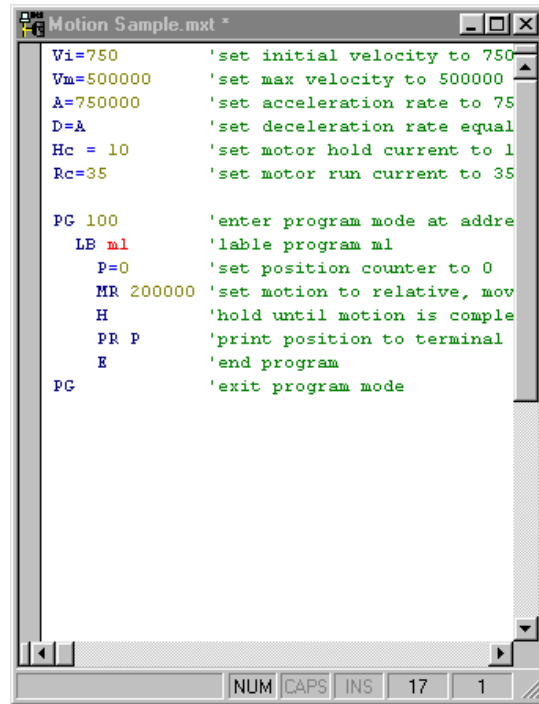 Motion Sample.mxt *
Vi=750 'set initial velocity to 750
Vm=500000 'set max velocity to 500000
A=750000 'set acceleration rate to 75
D=A 'set deceleration rate equal
Hc = 10 'set motor hold current to 1
Rc=35 'set motor run current to 35
PG 100 'enter program mode at addre
LB ml 'lable program ml
P=0 'set position counter to 0
MR 200000 'set motion to relative, mov
H 'hold until motion is comple
PR P 'print position to terminal
E 'end program
PG 'exit program mode
NUM CAPS INS 17 1